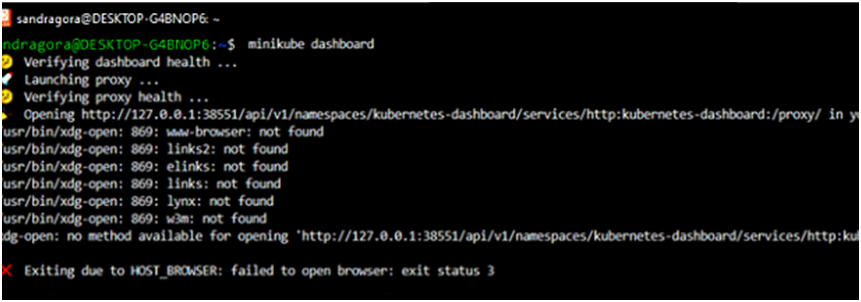 sandragora@DESKTOP-G4BNOP6: ~
ndragora@DESKTOP-G4BNOP6:~$ minikube dashboard
Verifying dashboard health ...
Launching proxy ...
Verifying proxy health ...
Opening http://127.0.0.1:38551/api/v1/namespaces/kubernetes-dashboard/services/http:kubernetes-dashboard:/proxy/ in yo
usr/bin/xdg-open: 869: www-browser: not found
usr/bin/xdg-open: 869: links2: not found
usr/bin/xdg-open: 869: elinks: not found
usr/bin/xdg-open: 869: links: not found
usr/bin/xdg-open: 869: lynx: not found
usr/bin/xdg-open: 869: w3m: not found
dg-open: no method available for opening 'http://127.0.0.1:38551/api/v1/namespaces/kubernetes-dashboard/services/http:ku
Exiting due to HOST_BROWSER: failed to open browser: exit status 3